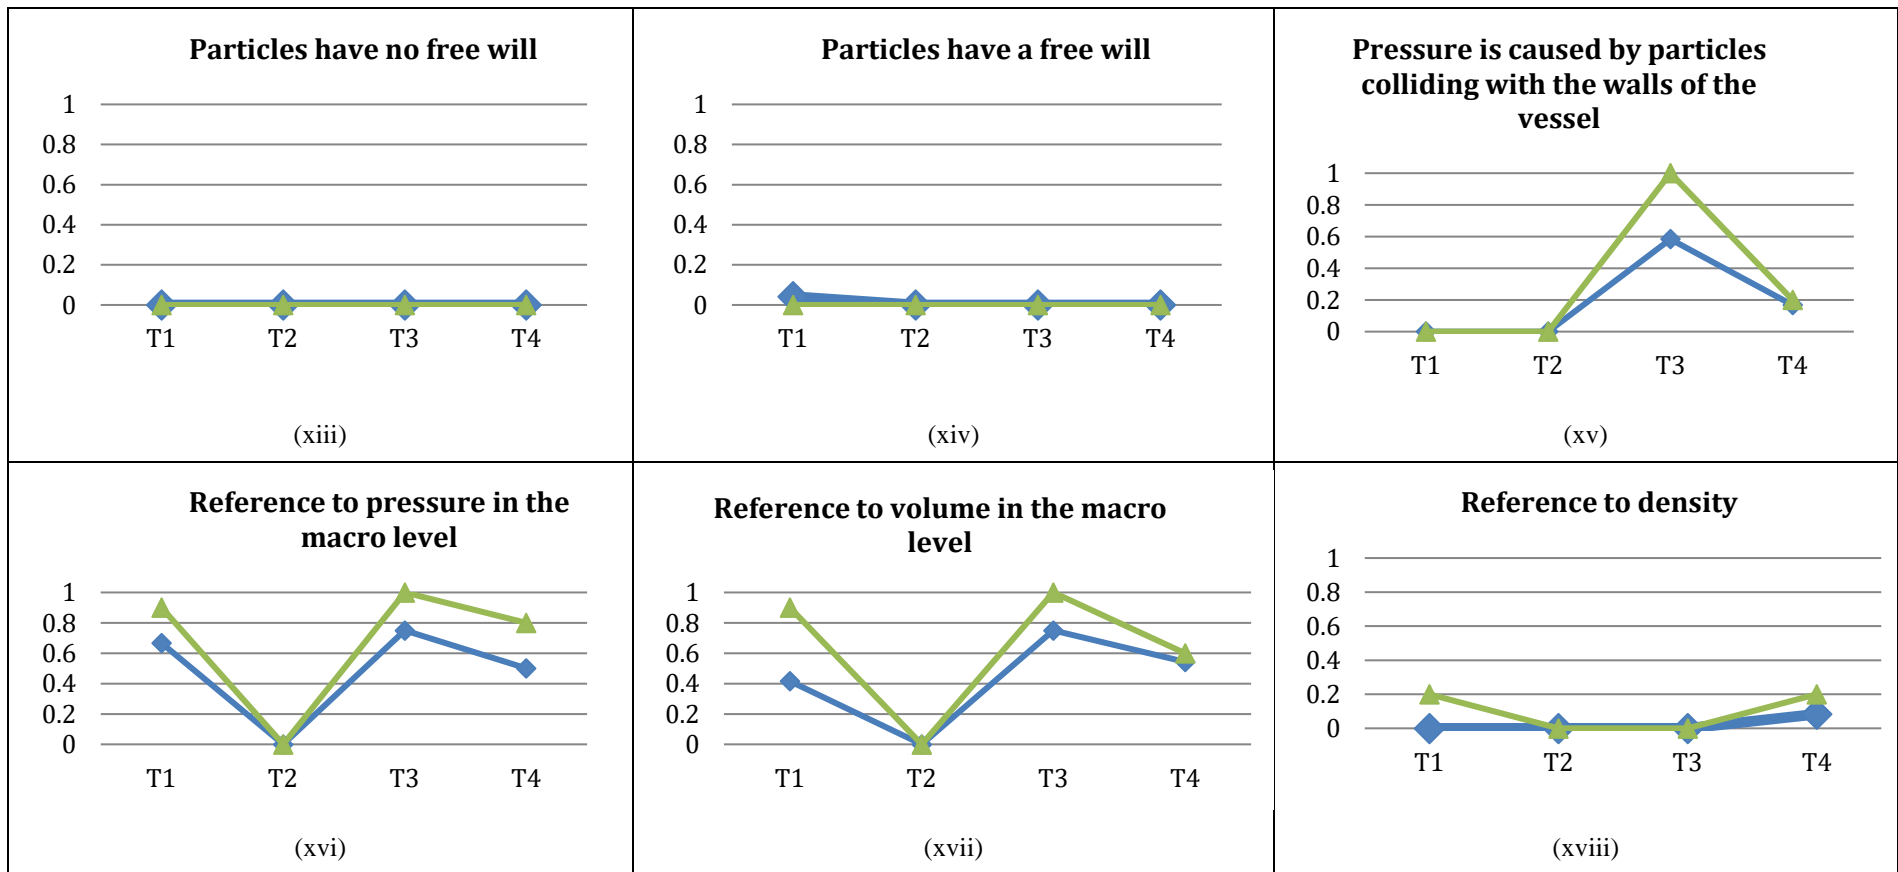 Particles have no free will
1
0.8
0.6
0.4
0.2
0
T1 T2 T3 T4
(xiii)
Particles have a free will
1
0.8
0.6
0.4
0.2
0
T1 T2 T3 T4
(xiv)
Pressure is caused by particles
colliding with the walls of the
vessel
1
0.8
0.6
0.4
0.2
0
T1 T2 T3 T4
(xv)
Reference to pressure in the
macro level
1
0.8
0.6
0.4
0.2
0
T1 T2 T3 T4
(xvi)
Reference to volume in the macro
level
1
0.8
0.6
0.4
0.2
0
T1 T2 T3 T4
(xvii)
Reference to density
1
0.8
0.6
0.4
0.2
0
T1 T2 T3 T4
(xviii)